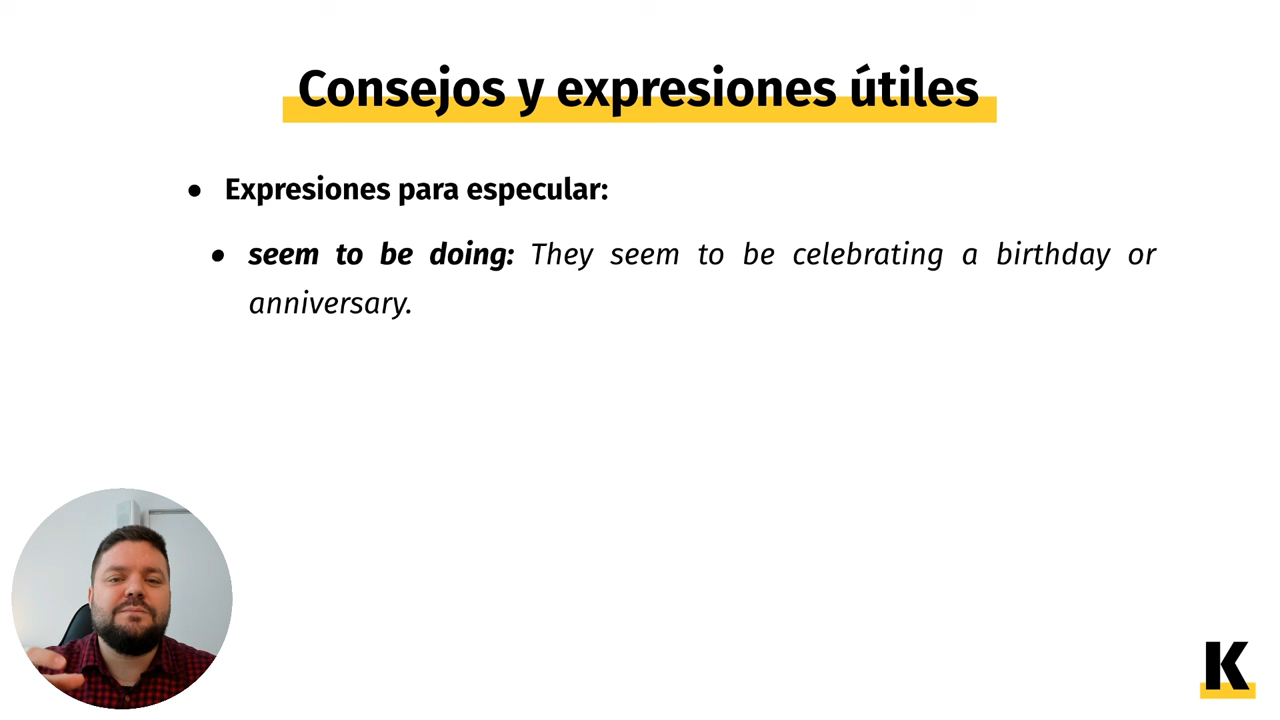 Consejos y expresiones útiles
● Expresiones para especular:
● seem to be doing: They seem to be celebrating a birthday or
anniversary.
K